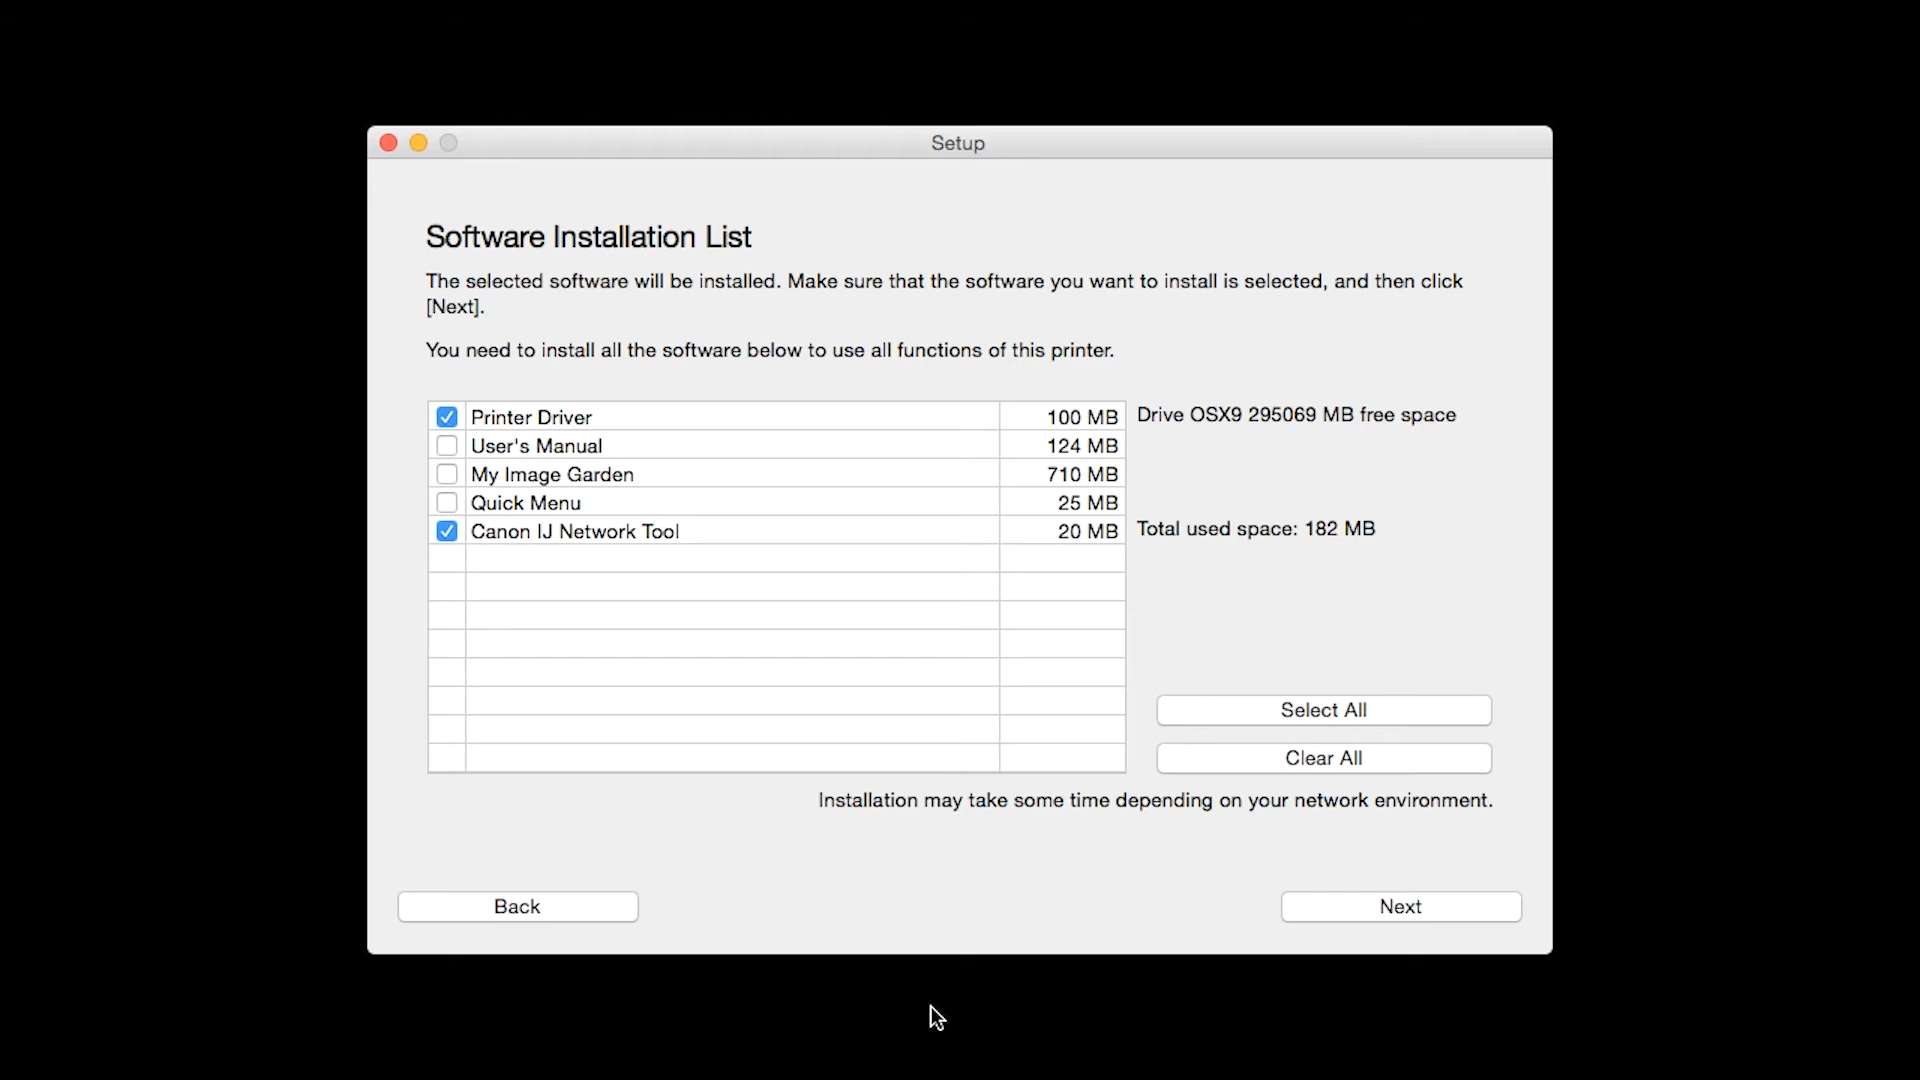 Setup
Software Installation List
The selected software will be installed. Make sure that the software you want to install is selected, and then click
[Next].
You need to install all the software below to use all functions of this printer.
Printer Driver 100 MB Drive OSX9 295069 MB free space
User's Manual 124 MB
My Image Garden 710 MB
Quick Menu 25 MB
Canon IJ Network Tool 20 MB Total used space: 182 MB
Select All
Clear All
Installation may take some time depending on your network environment.
Back Next